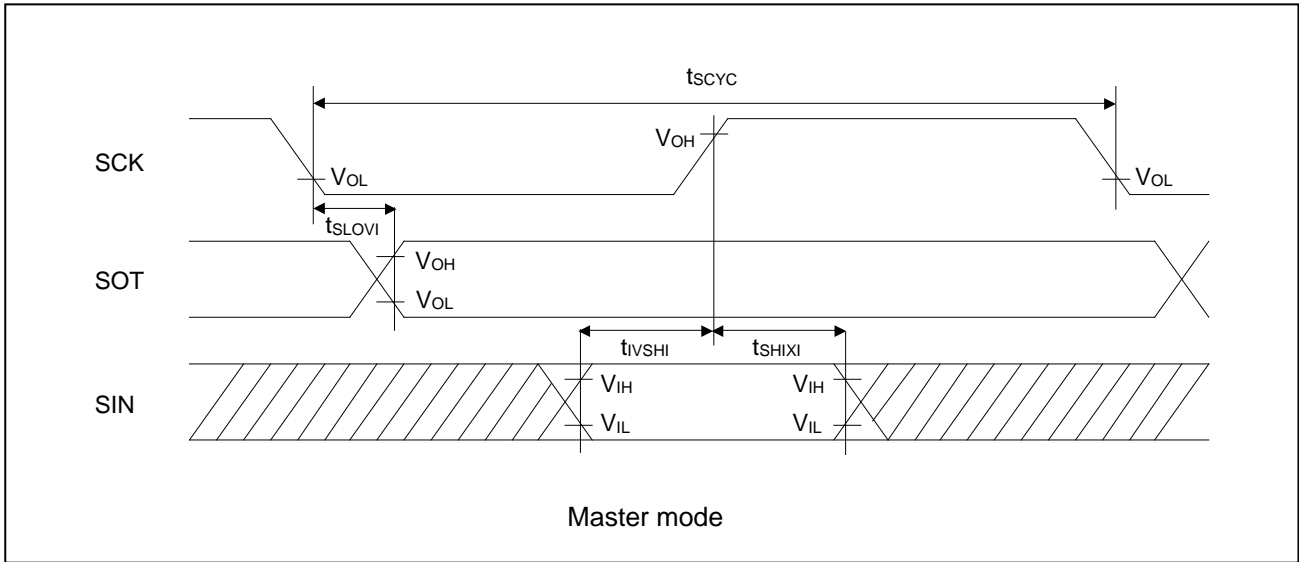 tSCYC
SCK
VOH
VOL
VOL
tSLOVI
SOT
VOH
VOL
tIVSHI
tSHIXI
SIN
VIH
VIH
VIL
VIL
Master mode